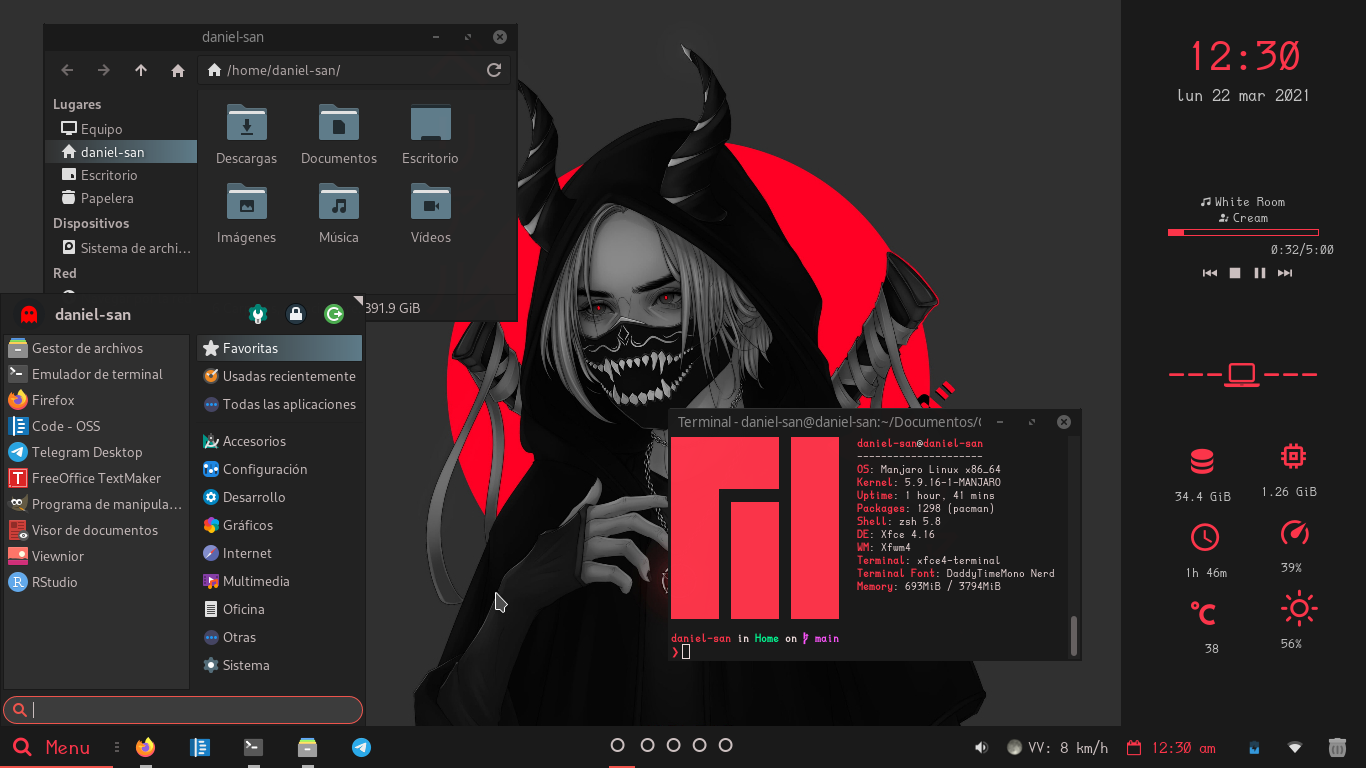 daniel-san
/home/daniel-san/
Lugares
Equipo
daniel-san
Escritorio
Papelera
Dispositivos
Sistema de archi...
Red
Descargas
Documentos
Escritorio
Imágenes
Música
Vídeos
391.9 GiB
daniel-san
Gestor de archivos
Emulador de terminal
Firefox
Code - OSS
Telegram Desktop
FreeOffice TextMaker
Programa de manipula...
Visor de documentos
Viewnior
RStudio
Favoritas
Usadas recientemente
Todas las aplicaciones
Accesorios
Configuración
Desarrollo
Gráficos
Internet
Multimedia
Oficina
Otras
Sistema
Terminal - daniel-san@daniel-san:~/Documentos/
daniel-san@daniel-san
---------------------
OS: Manjaro Linux x86_64
Kernel: 5.9.16-1-MANJARO
Uptime: 1 hour, 41 mins
Packages: 1298 (pacman)
Shell: zsh 5.8
DE: Xfce 4.16
WM: Xfwm4
Terminal: xfce4-terminal
Terminal Font: DaddyTimeMono Nerd
Memory: 693MiB / 3794MiB
daniel-san in Home on main
❯
12:30
lun 22 mar 2021
White Room
Cream
0:32/5:00
34.4 GiB
1.26 GiB
1h 46m
39%
°C
38
56%
Menu
VV: 8 km/h
12:30 am